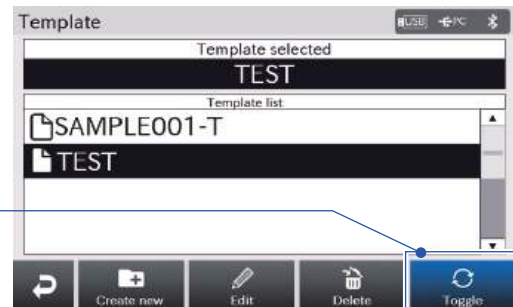 Template
USB PC
Template selected
TEST
Template list
SAMPLE001-T
TEST
Create new
Edit
Delete
Toggle